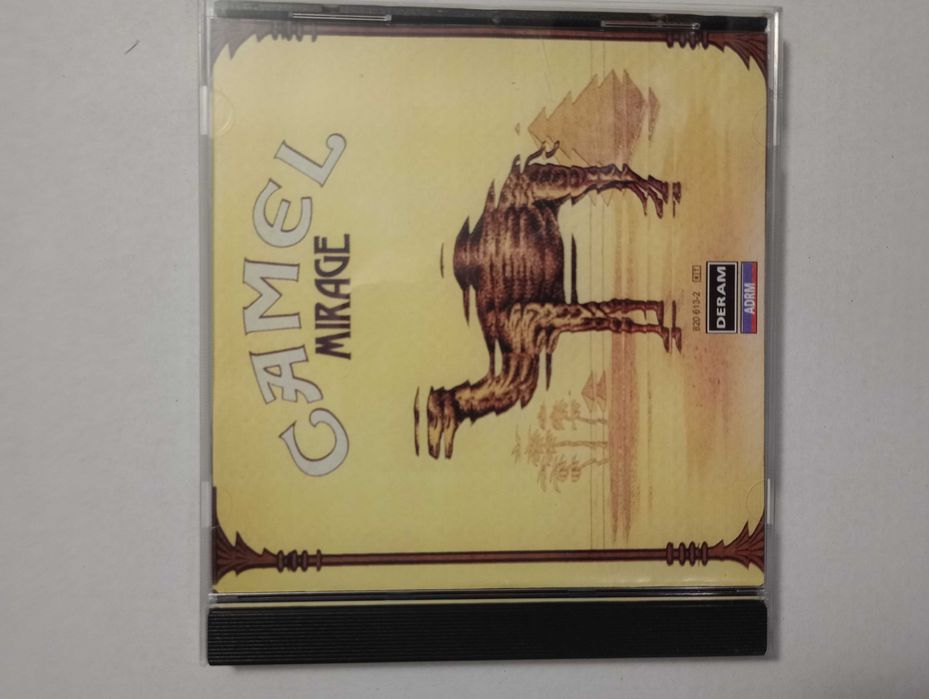 CAMEL
MIRAGE
820 613-2
DERAM
ADRM